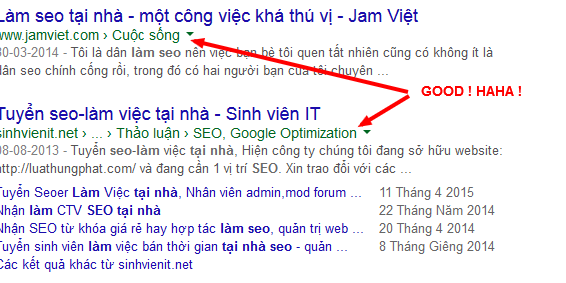 Làm seo tại nhà - một công việc khá thú vị - Jam Việt
www.jamviet.com › Cuộc sống
30-03-2014 - Tôi là dân làm seo nên việc bạn bè tôi quen tất nhiên cũng có không ít là
dân seo chính cống rồi, trong đó có hai người bạn của tôi chuyên ...
GOOD ! HAHA !
Tuyển seo-làm việc tại nhà - Sinh viên IT
sinhvienit.net › ... › Thảo luận › SEO, Google Optimization
08-08-2013 - Tuyển seo-làm việc tại nhà, Hiện công ty chúng tôi đang sở hữu website:
http://luathungphat.com/ và đang cần 1 vị trí SEO. Xin trao đổi với các ...
Tuyển Seoer Làm Việc tại nhà, Nhân viên admin,mod forum ... 11 Tháng 4 2015
Nhận làm CTV SEO tại nhà 22 Tháng Năm 2014
Nhận SEO từ khóa giá rẻ hay hợp tác làm seo, quản trị web ... 20 Tháng 4 2014
Tuyển sinh viên làm việc bán thời gian tại nhà seo - quản ... 8 Tháng Giêng 2014
Các kết quả khác từ sinhvienit.net